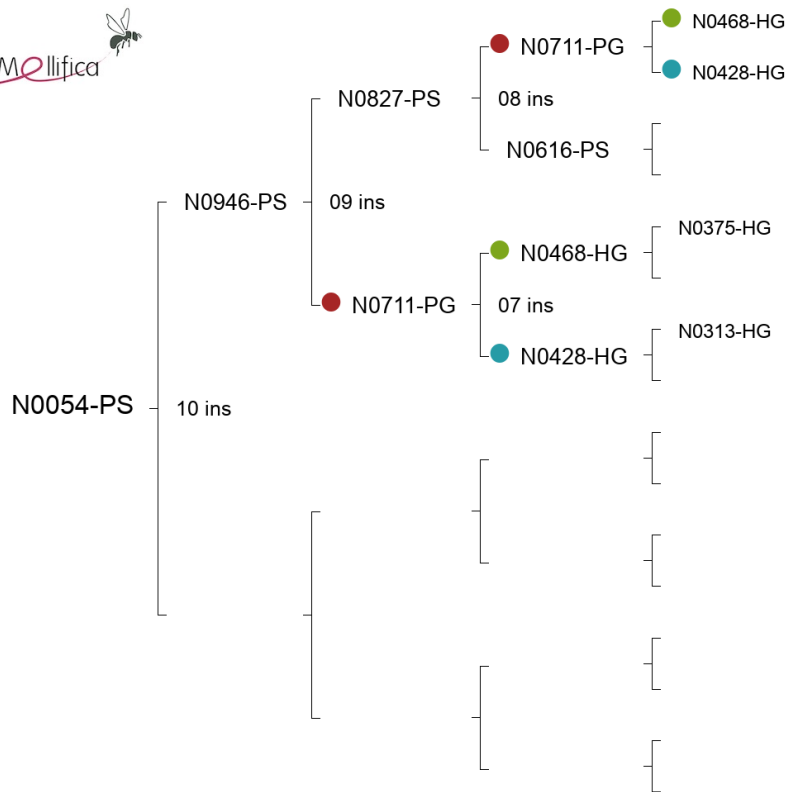 Mellifica
N0468-HG
N0711-PG
N0428-HG
N0827-PS
08 ins
N0616-PS
N0946-PS
09 ins
N0375-HG
N0468-HG
N0711-PG
07 ins
N0313-HG
N0428-HG
N0054-PS
10 ins